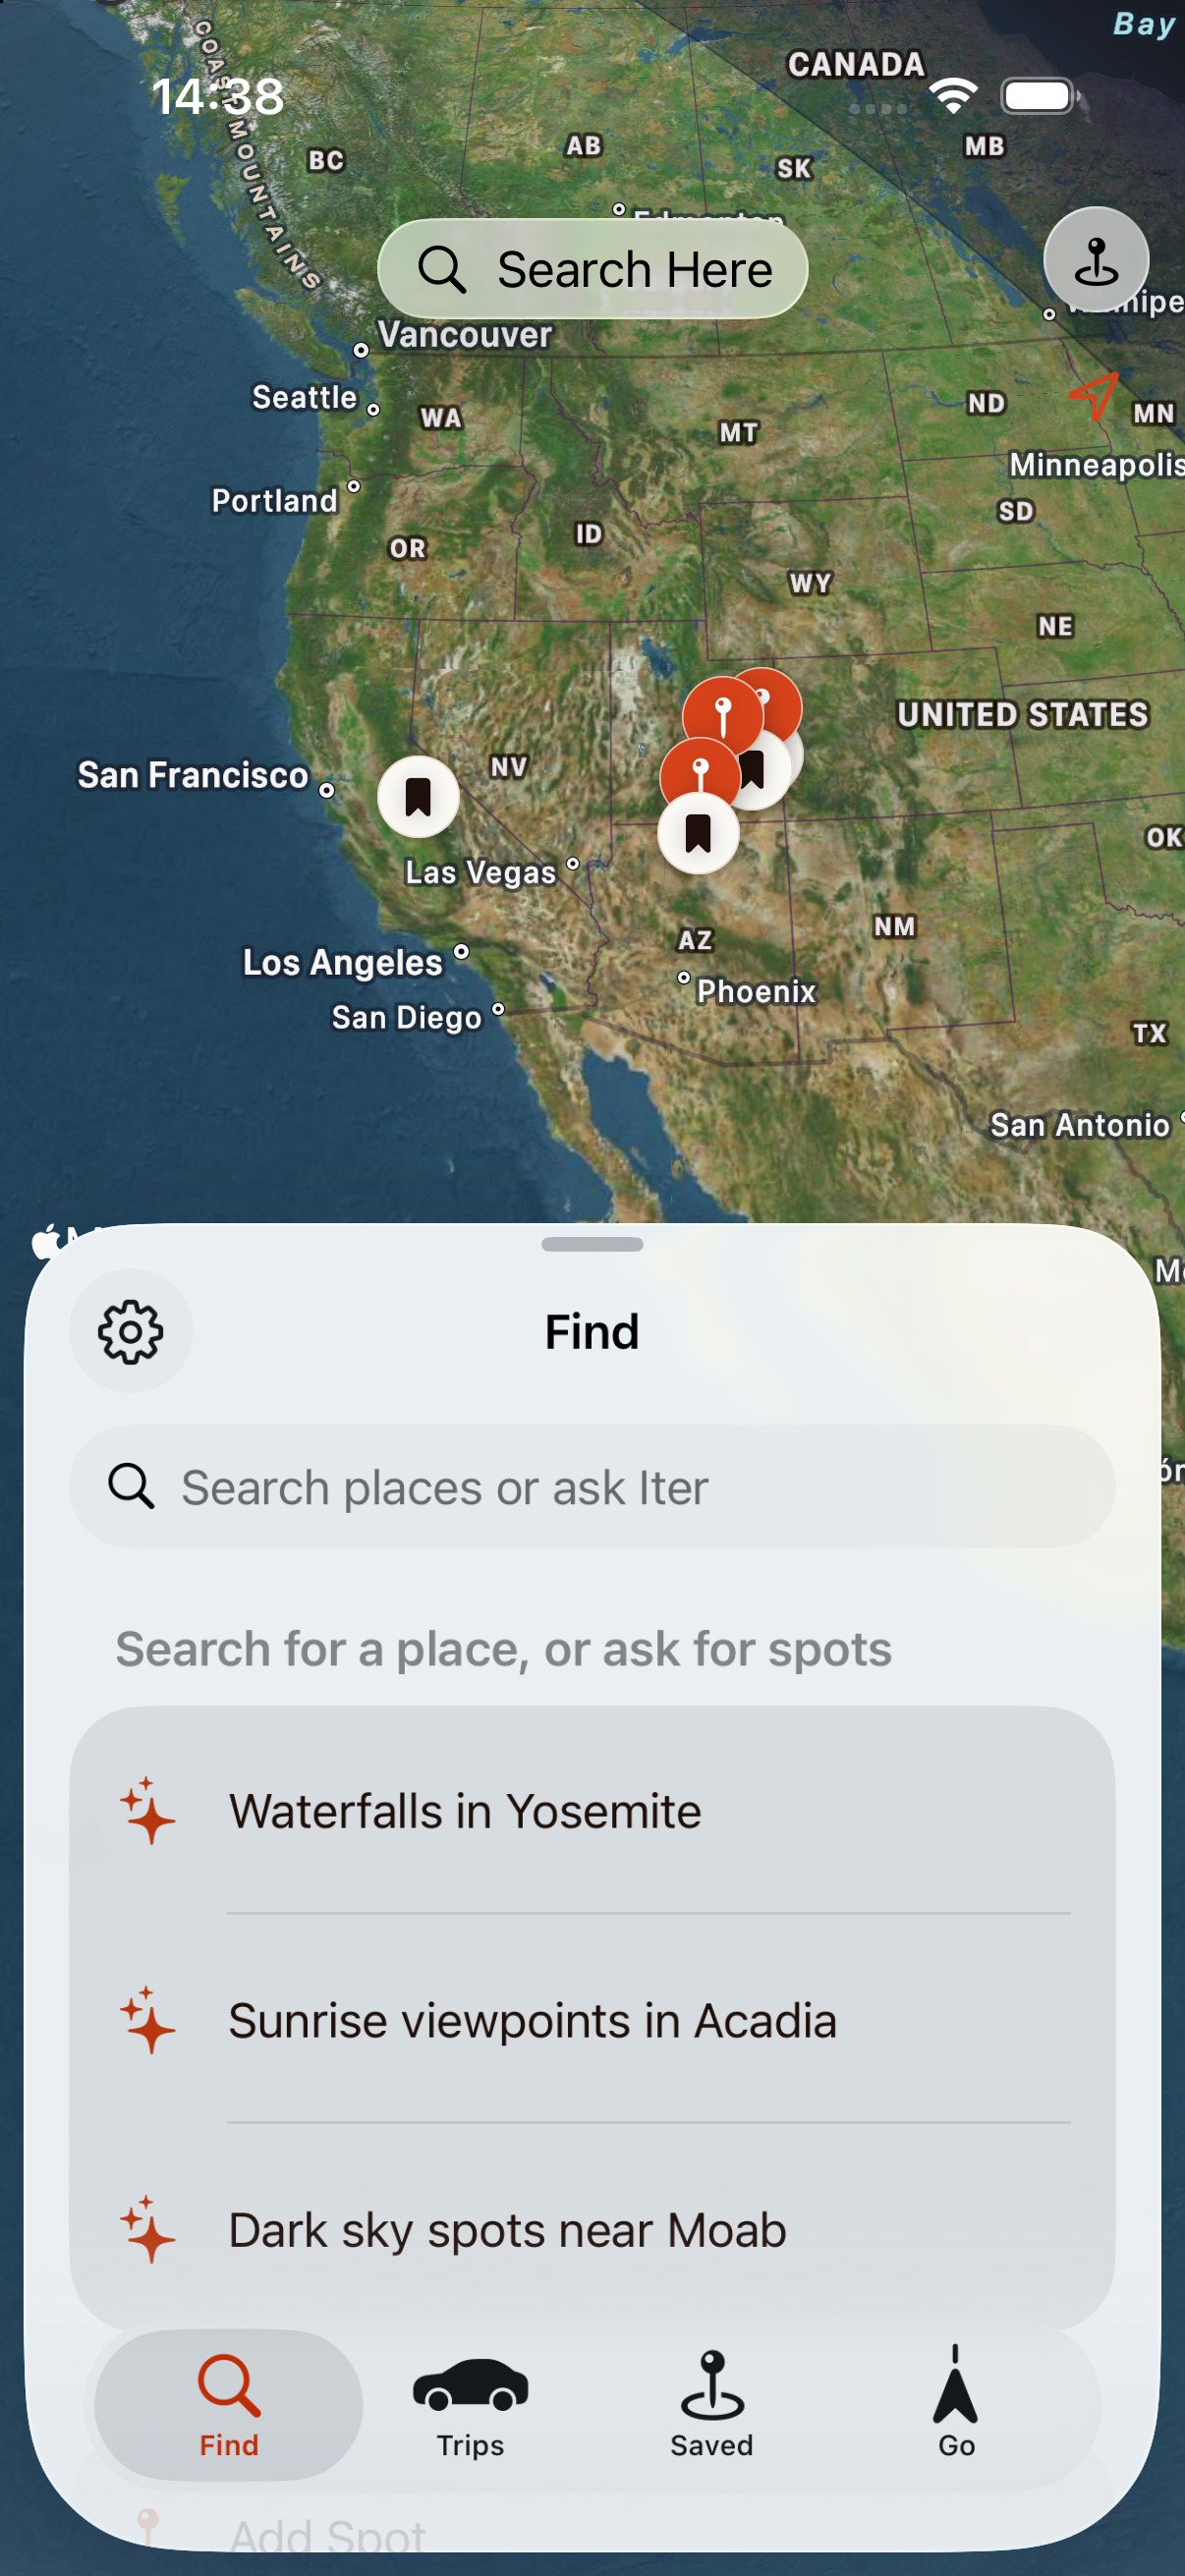 Bay
CANADA
14:38
COAST MOUNTAINS
BC
AB
SK
MB
Edmonton
Search Here
Vancouver
Seattle
WA
MT
ND
MN
Minneapolis
Portland
SD
OR
ID
WY
NE
UNITED STATES
San Francisco
NV
OK
Las Vegas
AZ
NM
Los Angeles
Phoenix
San Diego
TX
San Antonio
Find
Search places or ask Iter
Search for a place, or ask for spots
Waterfalls in Yosemite
Sunrise viewpoints in Acadia
Dark sky spots near Moab
Find
Trips
Saved
Go
Add Spot